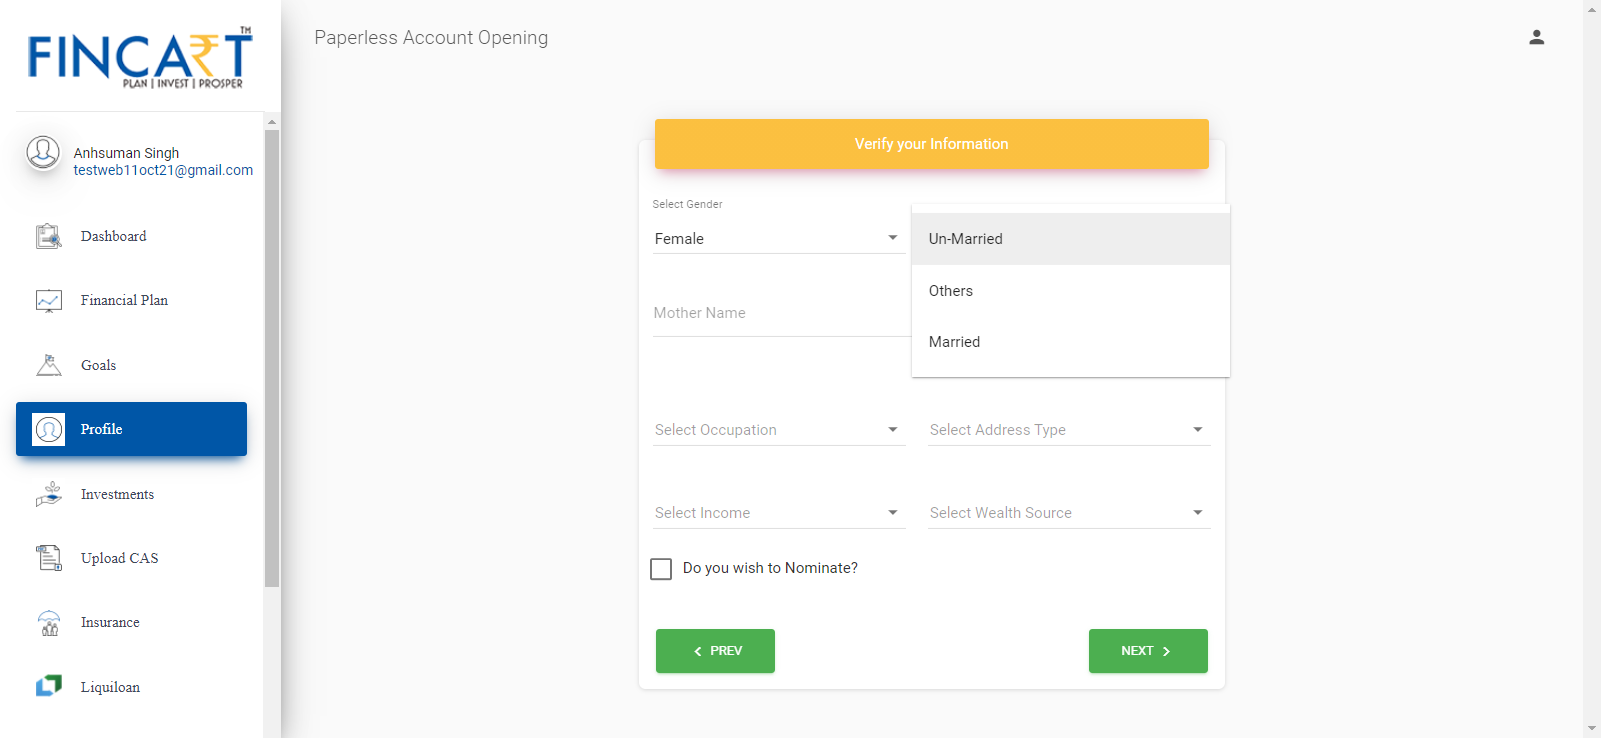 FINCART TM
PLAN | INVEST | PROSPER
Paperless Account Opening
Anhsuman Singh
testweb11oct21@gmail.com
Dashboard
Financial Plan
Goals
Profile
Investments
Upload CAS
Insurance
Liquiloan
Verify your Information
Select Gender
Female
Un-Married
Others
Married
Mother Name
Select Occupation
Select Address Type
Select Income
Select Wealth Source
Do you wish to Nominate?
PREV
NEXT